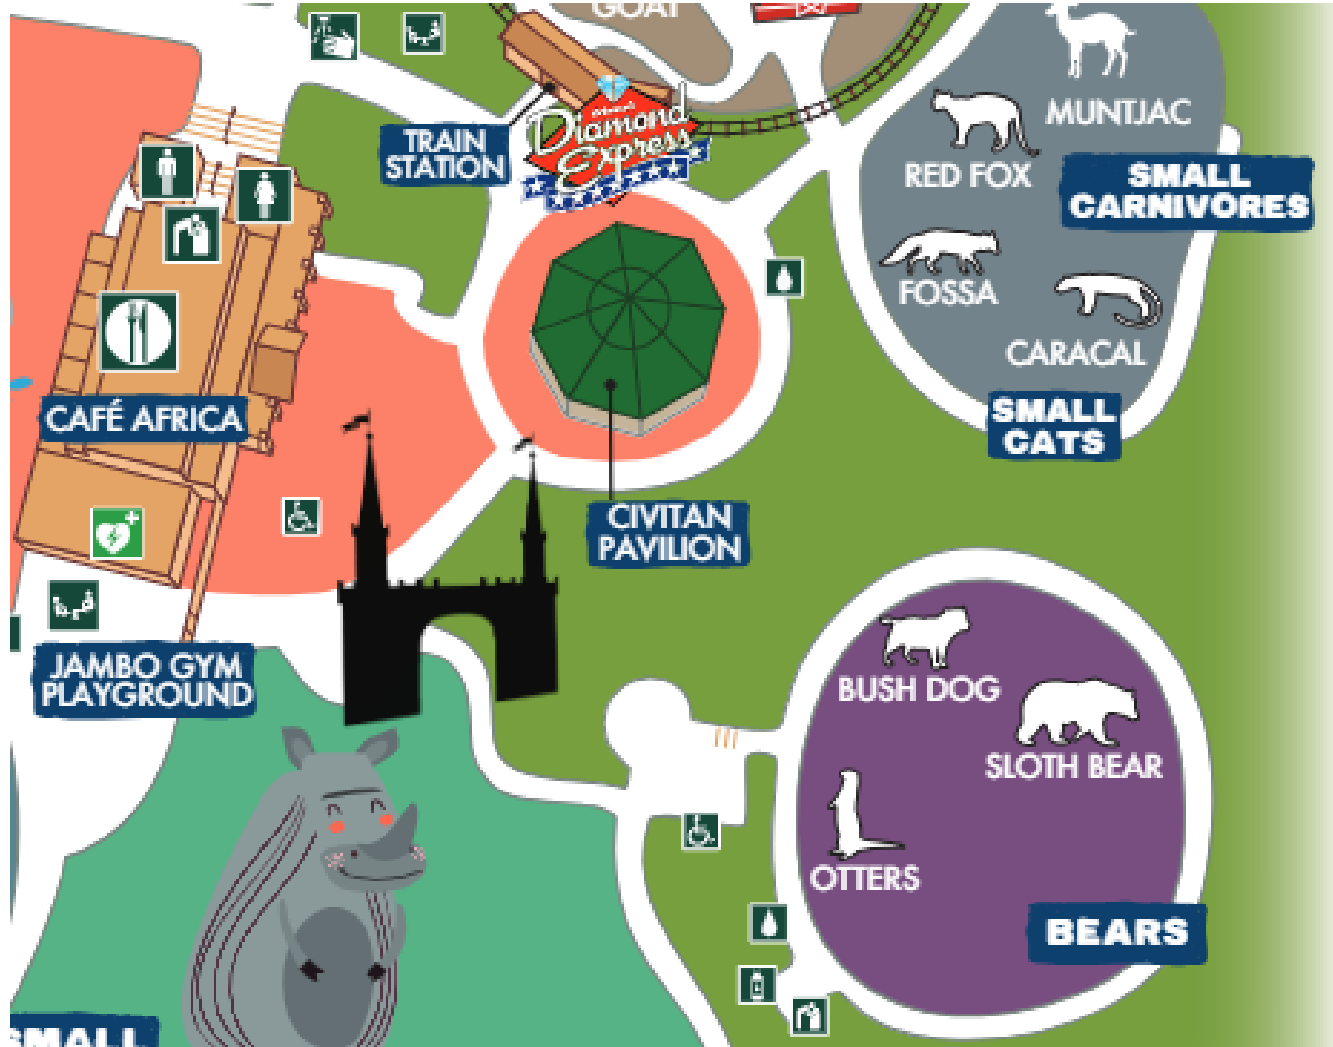 GOAT
MUNTJAC
TRAIN
STATION
Diamond
Express
RED FOX
SMALL
CARNIVORES
FOSSA
CARACAL
CAFÉ AFRICA
SMALL
CATS
CIVITAN
PAVILION
JAMBO GYM
PLAYGROUND
BUSH DOG
SLOTH BEAR
OTTERS
BEARS
SMALL